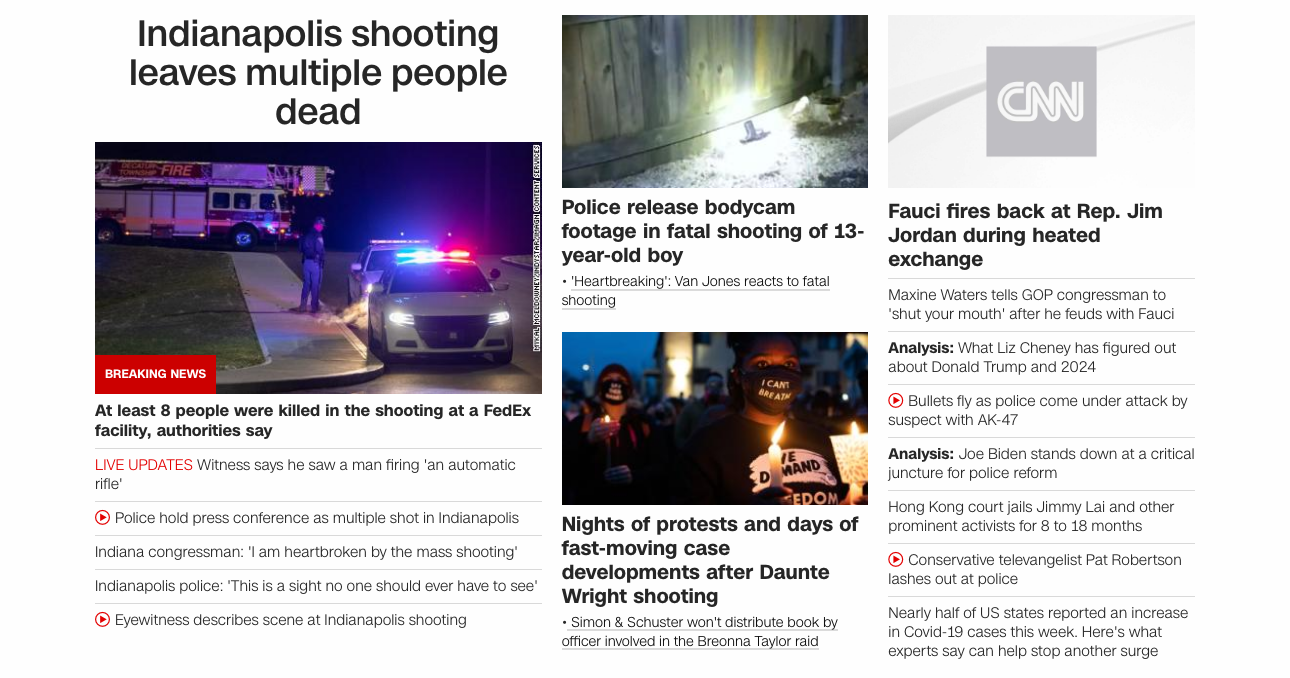 Indianapolis shooting
leaves multiple people
dead
DECATUR
TOWNSHIP FIRE
MYKAL MCELDOWNEY/INDYSTAR/IMAGN CONTENT SERVICES
BREAKING NEWS
At least 8 people were killed in the shooting at a FedEx
facility, authorities say
LIVE UPDATES Witness says he saw a man firing 'an automatic
rifle'
Police hold press conference as multiple shot in Indianapolis
Indiana congressman: 'I am heartbroken by the mass shooting'
Indianapolis police: 'This is a sight no one should ever have to see'
Eyewitness describes scene at Indianapolis shooting
Police release bodycam
footage in fatal shooting of 13-
year-old boy
• 'Heartbreaking': Van Jones reacts to fatal
shooting
I CAN'T
BREATHE
WE
DEMAND
FREEDOM
Nights of protests and days of
fast-moving case
developments after Daunte
Wright shooting
• Simon & Schuster won't distribute book by
officer involved in the Breonna Taylor raid
CNN
Fauci fires back at Rep. Jim
Jordan during heated
exchange
Maxine Waters tells GOP congressman to
'shut your mouth' after he feuds with Fauci
Analysis: What Liz Cheney has figured out
about Donald Trump and 2024
Bullets fly as police come under attack by
suspect with AK-47
Analysis: Joe Biden stands down at a critical
juncture for police reform
Hong Kong court jails Jimmy Lai and other
prominent activists for 8 to 18 months
Conservative televangelist Pat Robertson
lashes out at police
Nearly half of US states reported an increase
in Covid-19 cases this week. Here's what
experts say can help stop another surge